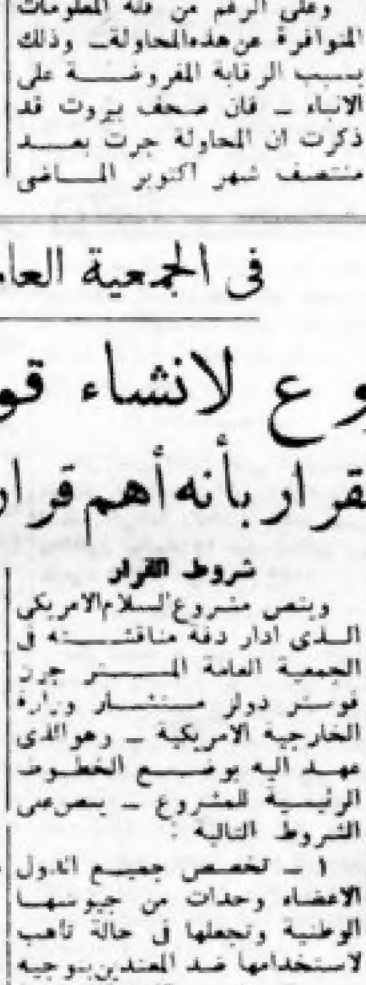 وعلى الرغم من قلة المعلومات
المتوافرة عن هذه المحاولة ـ وذلك
بسبب الرقابة المفروضة على
الانباء ـ فان صحف بيروت قد
ذكرت ان المحاولة جرت بعد
منتصف شهر اكتوبر الماضى
فى الجمعية العا
وع لانشاء قو
قرار بأنه أهم قرار
شروط القرار
وينص مشروع السلام الامريكى
الذى ادار دفة مناقشته فى
الجمعية العامة المستر جون
فوستر دولز مستشار وزارة
الخارجية الامريكية ـ وهو الذى
عهد اليه بوضع الخطوط
الرئيسية للمشروع ـ ينص على
الشروط التالية :
١ ـ تخصص جميع الدول
الاعضاء وحدات من جيوشها
الوطنية وتجعلها فى حالة تأهب
لاستخدامها ضد المعتدين بتوجيه